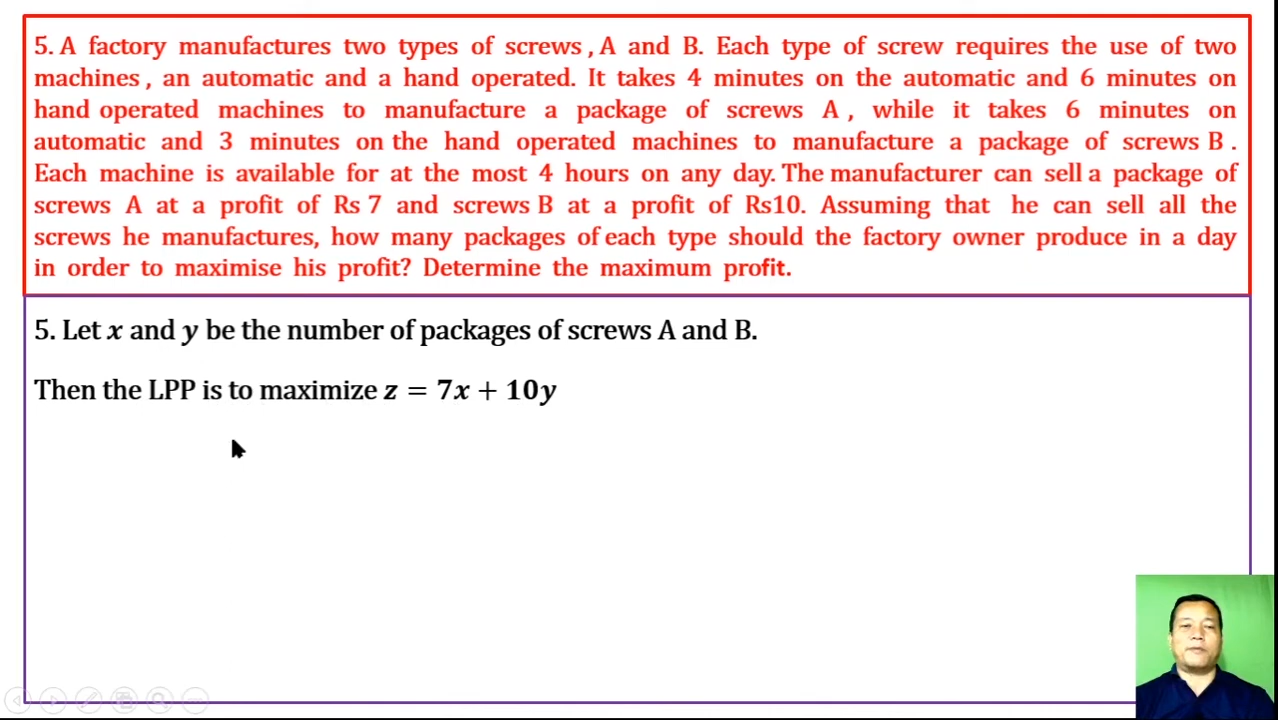 5. A factory manufactures two types of screws , A and B. Each type of screw requires the use of two
machines , an automatic and a hand operated. It takes 4 minutes on the automatic and 6 minutes on
hand operated machines to manufacture a package of screws A , while it takes 6 minutes on
automatic and 3 minutes on the hand operated machines to manufacture a package of screws B .
Each machine is available for at the most 4 hours on any day. The manufacturer can sell a package of
screws A at a profit of Rs 7 and screws B at a profit of Rs10. Assuming that he can sell all the
screws he manufactures, how many packages of each type should the factory owner produce in a day
in order to maximise his profit? Determine the maximum profit.
5. Let x and y be the number of packages of screws A and B.
Then the LPP is to maximize z = 7x + 10y